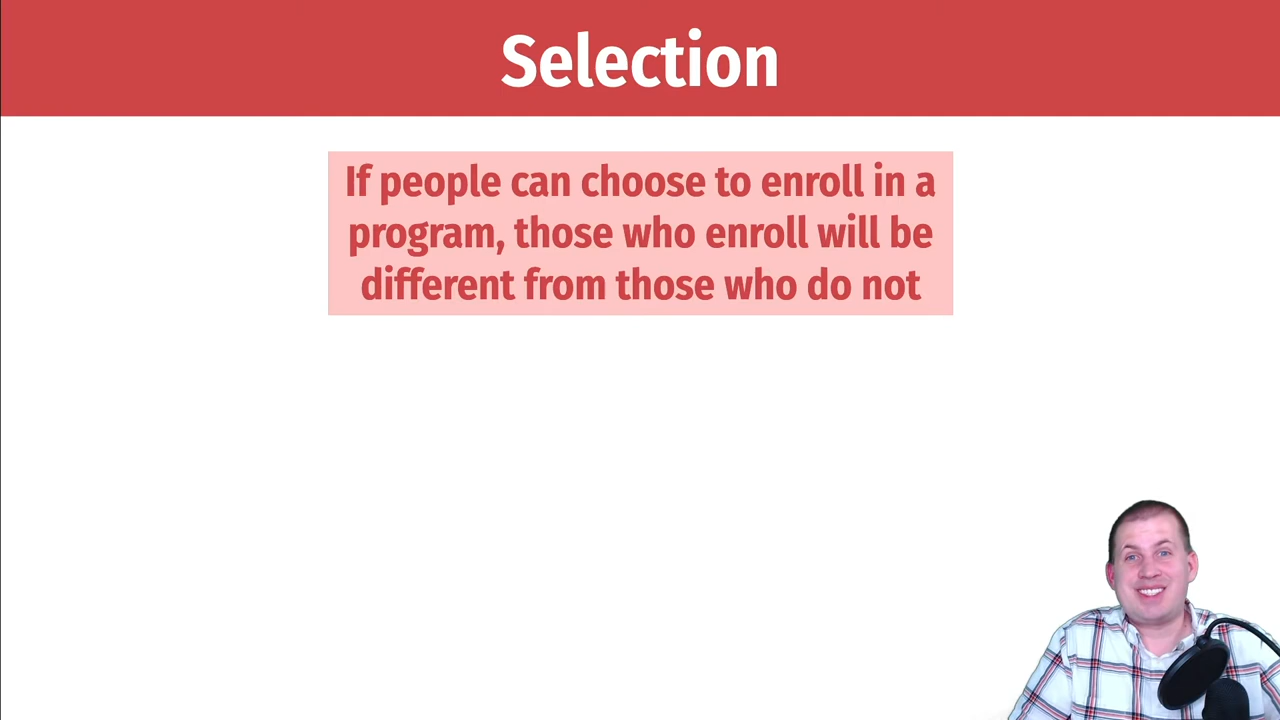 Selection
If people can choose to enroll in a
program, those who enroll will be
different from those who do not